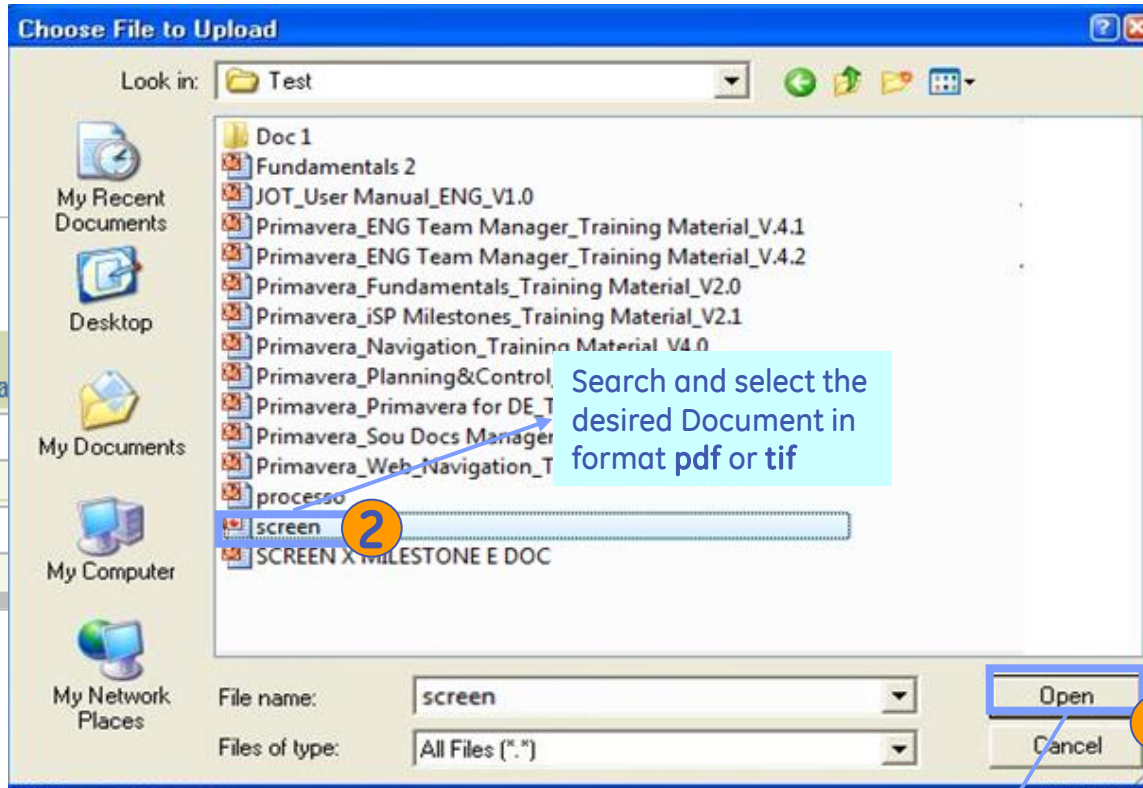 Choose File to Upload
Look in: Test
My Recent
Documents
Desktop
My Documents
My Computer
My Network
Places
Doc 1
Fundamentals 2
JOT_User Manual_ENG_V1.0
Primavera_ENG Team Manager_Training Material_V.4.1
Primavera_ENG Team Manager_Training Material_V.4.2
Primavera_Fundamentals_Training Material_V2.0
Primavera_iSP Milestones_Training Material_V2.1
Primavera_Navigation_Training Material_V4.0
Primavera_Planning&Control_
Primavera_Primavera for DE_T
Primavera_Sou Docs Manager
Primavera_Web_Navigation_T
processo
screen
SCREEN X MILESTONE E DOC
2
Search and select the
desired Document in
format pdf or tif
File name: screen
Open
Files of type: All Files (*.*)
Cancel